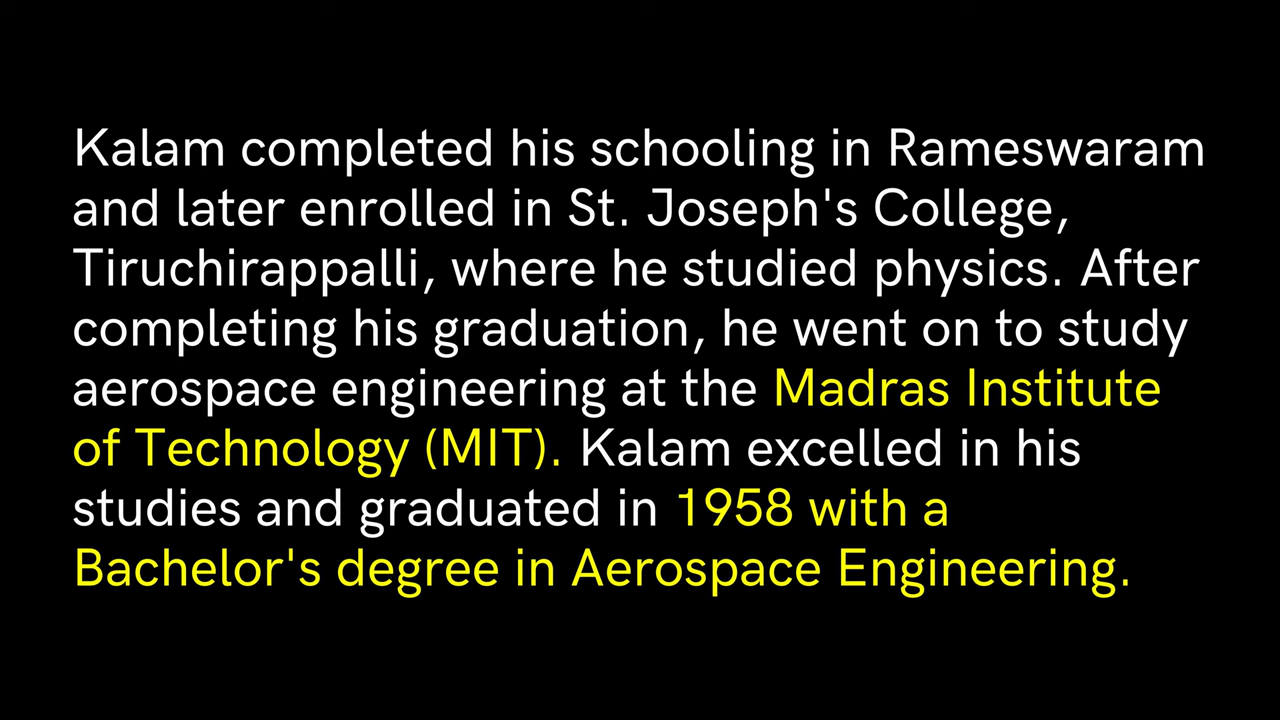 Kalam completed his schooling in Rameswaram
and later enrolled in St. Joseph's College,
Tiruchirappalli, where he studied physics. After
completing his graduation, he went on to study
aerospace engineering at the Madras Institute
of Technology (MIT). Kalam excelled in his
studies and graduated in 1958 with a
Bachelor's degree in Aerospace Engineering.